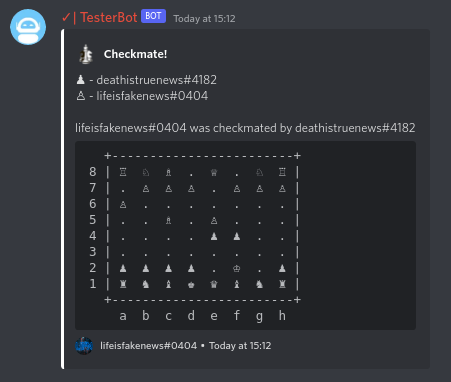 ✓| TesterBot BOT Today at 15:12
Checkmate!
♟ - deathistruenews#4182
♙ - lifeisfakenews#0404
lifeisfakenews#0404 was checkmated by deathistruenews#4182
+------------------------+
8 | ♖ ♘ ♗ . ♕ . ♘ ♖ |
7 | . ♙ ♙ ♙ . ♙ ♙ ♙ |
6 | ♙ . . . . . . . |
5 | . . ♗ . ♙ . . . |
4 | . . . . ♟ ♟ . . |
3 | . . . . . . . . |
2 | ♟ ♟ ♟ ♟ . ♔ . ♟ |
1 | ♜ ♞ ♝ ♚ ♛ ♝ ♞ ♜ |
+------------------------+
a b c d e f g h
lifeisfakenews#0404 • Today at 15:12